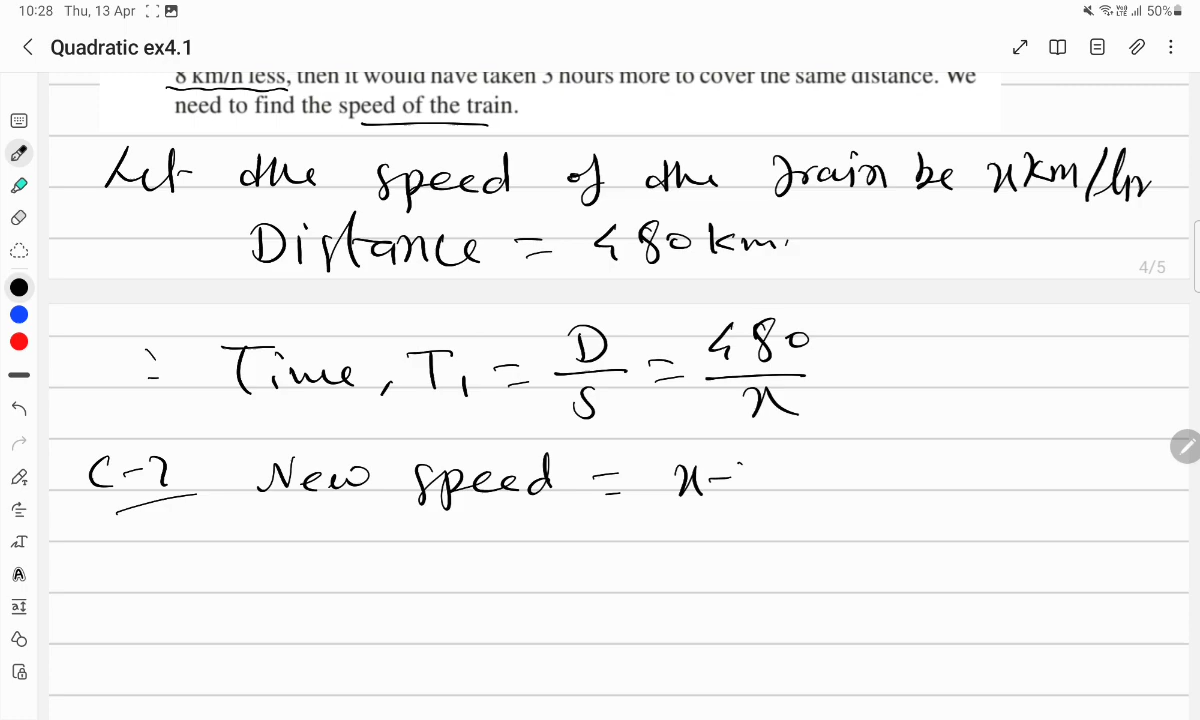 10:28 Thu, 13 Apr 50%
Quadratic ex4.1
8 km/h less, then it would have taken 3 hours more to cover the same distance. We
need to find the speed of the train.
Let the speed of the train be x km/hr
Distance = 480 km.
4/5
∴ Time, T₁ = D/S = 480/x
C-2 New speed = x-